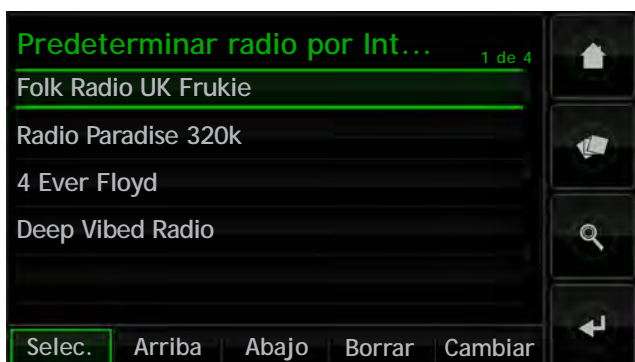 Predeterminar radio por Int...
1 de 4
Folk Radio UK Frukie
Radio Paradise 320k
4 Ever Floyd
Deep Vibed Radio
Selec. Arriba Abajo Borrar Cambiar